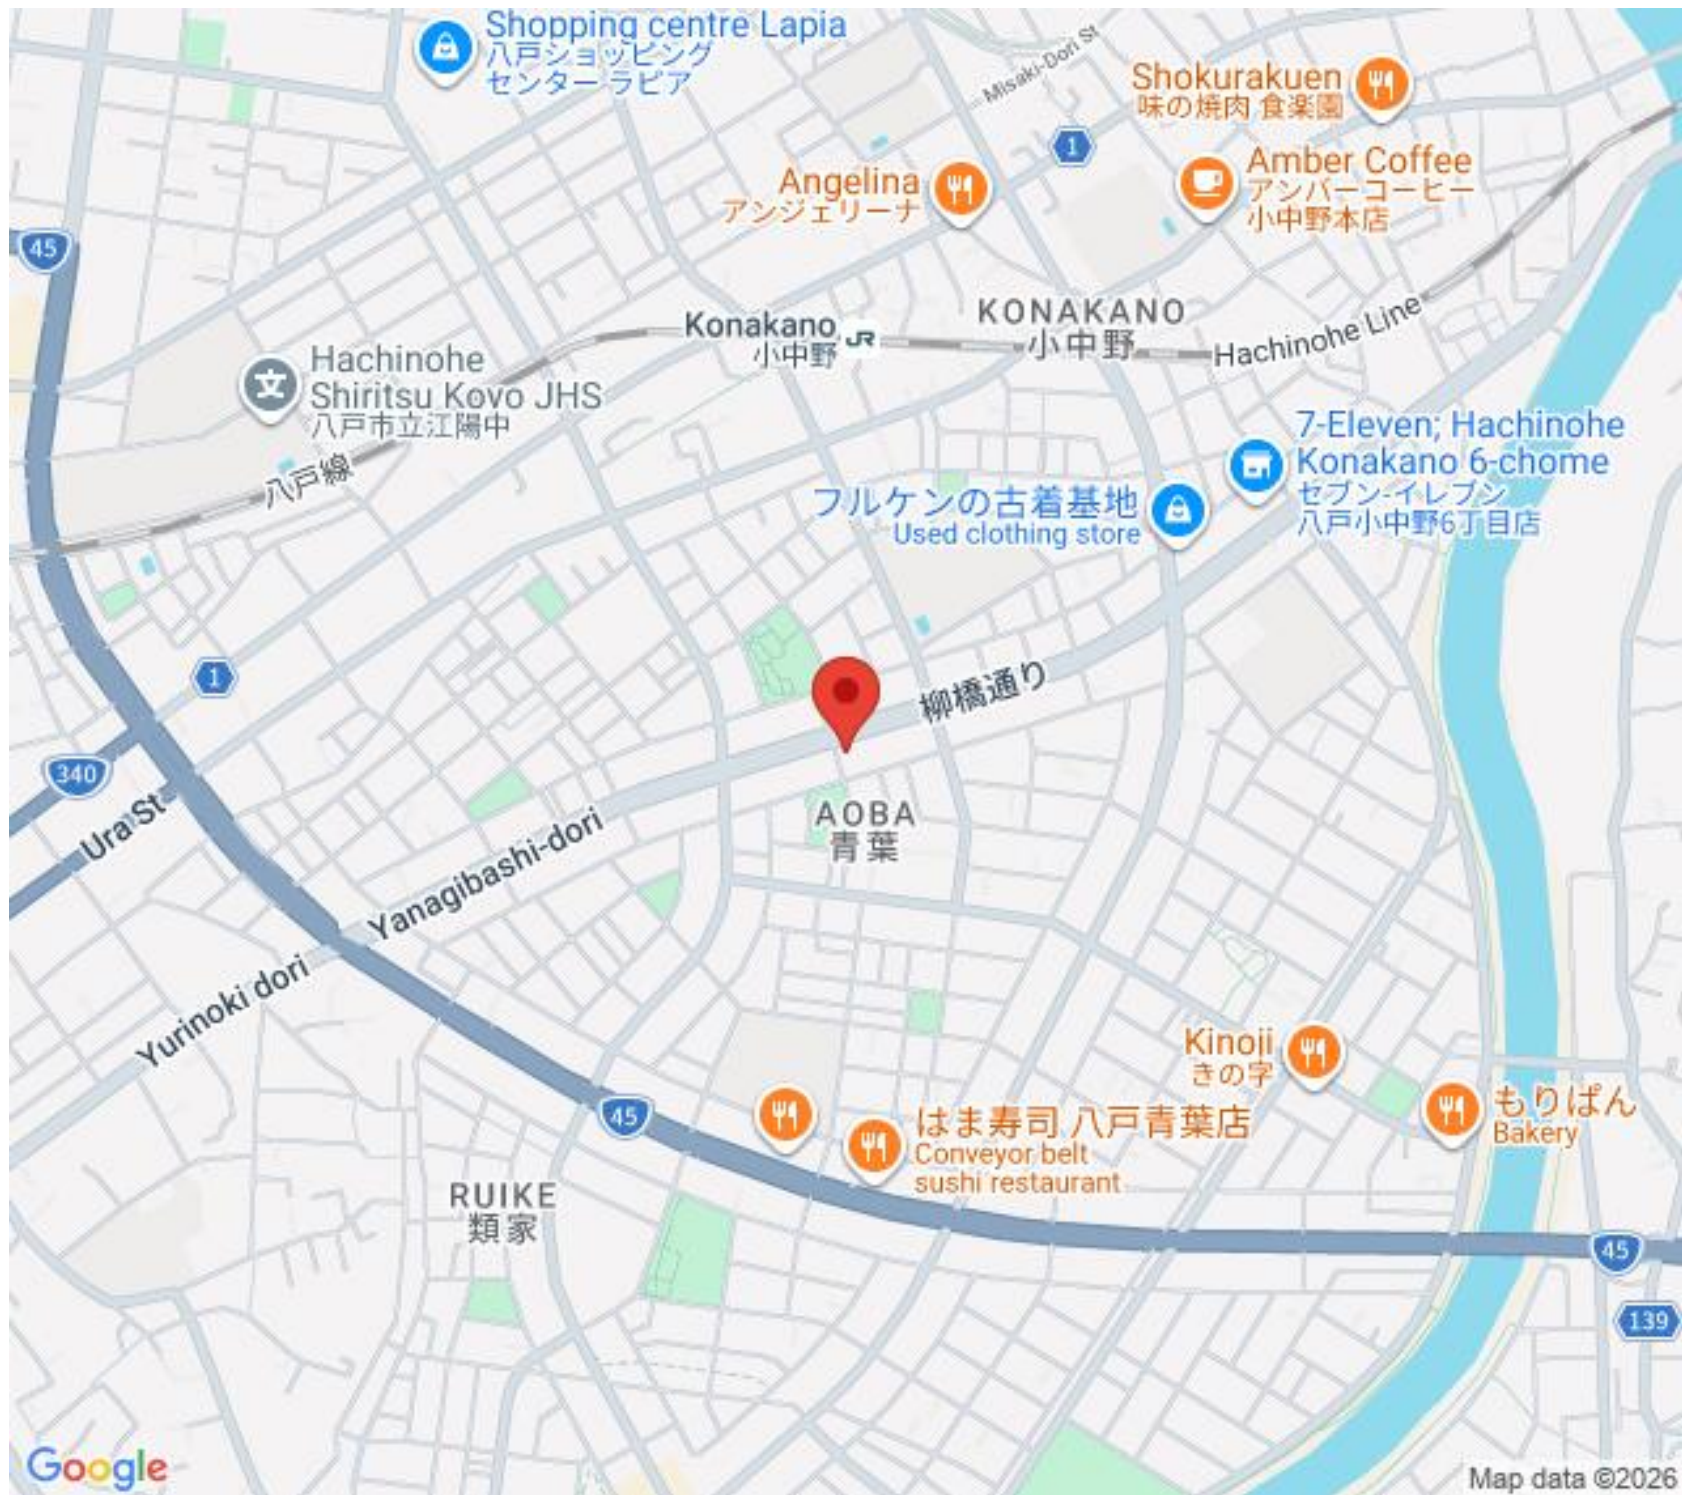 Shopping centre Lapia
八戸ショッピング
センター ラピア
Misaki-Dori St
Shokurakuen
味の焼肉 食楽園
1
Amber Coffee
アンバーコーヒー
小中野本店
Angelina
アンジェリーナ
45
KONAKANO
小中野
Konakano
小中野
JR
Hachinohe Line
Hachinohe
Shiritsu Koyo JHS
八戸市立江陽中
八戸線
7-Eleven; Hachinohe
Konakano 6-chome
セブン-イレブン
八戸小中野6丁目店
フルケンの古着基地
Used clothing store
1
柳橋通り
340
Ura St
AOBA
青葉
Yanagibashi-dori
Yurinoki dori
Kinoji
きの字
45
はま寿司 八戸青葉店
Conveyor belt
sushi restaurant
もりぱん
Bakery
RUIKE
類家
45
139
Google
Map data ©2026